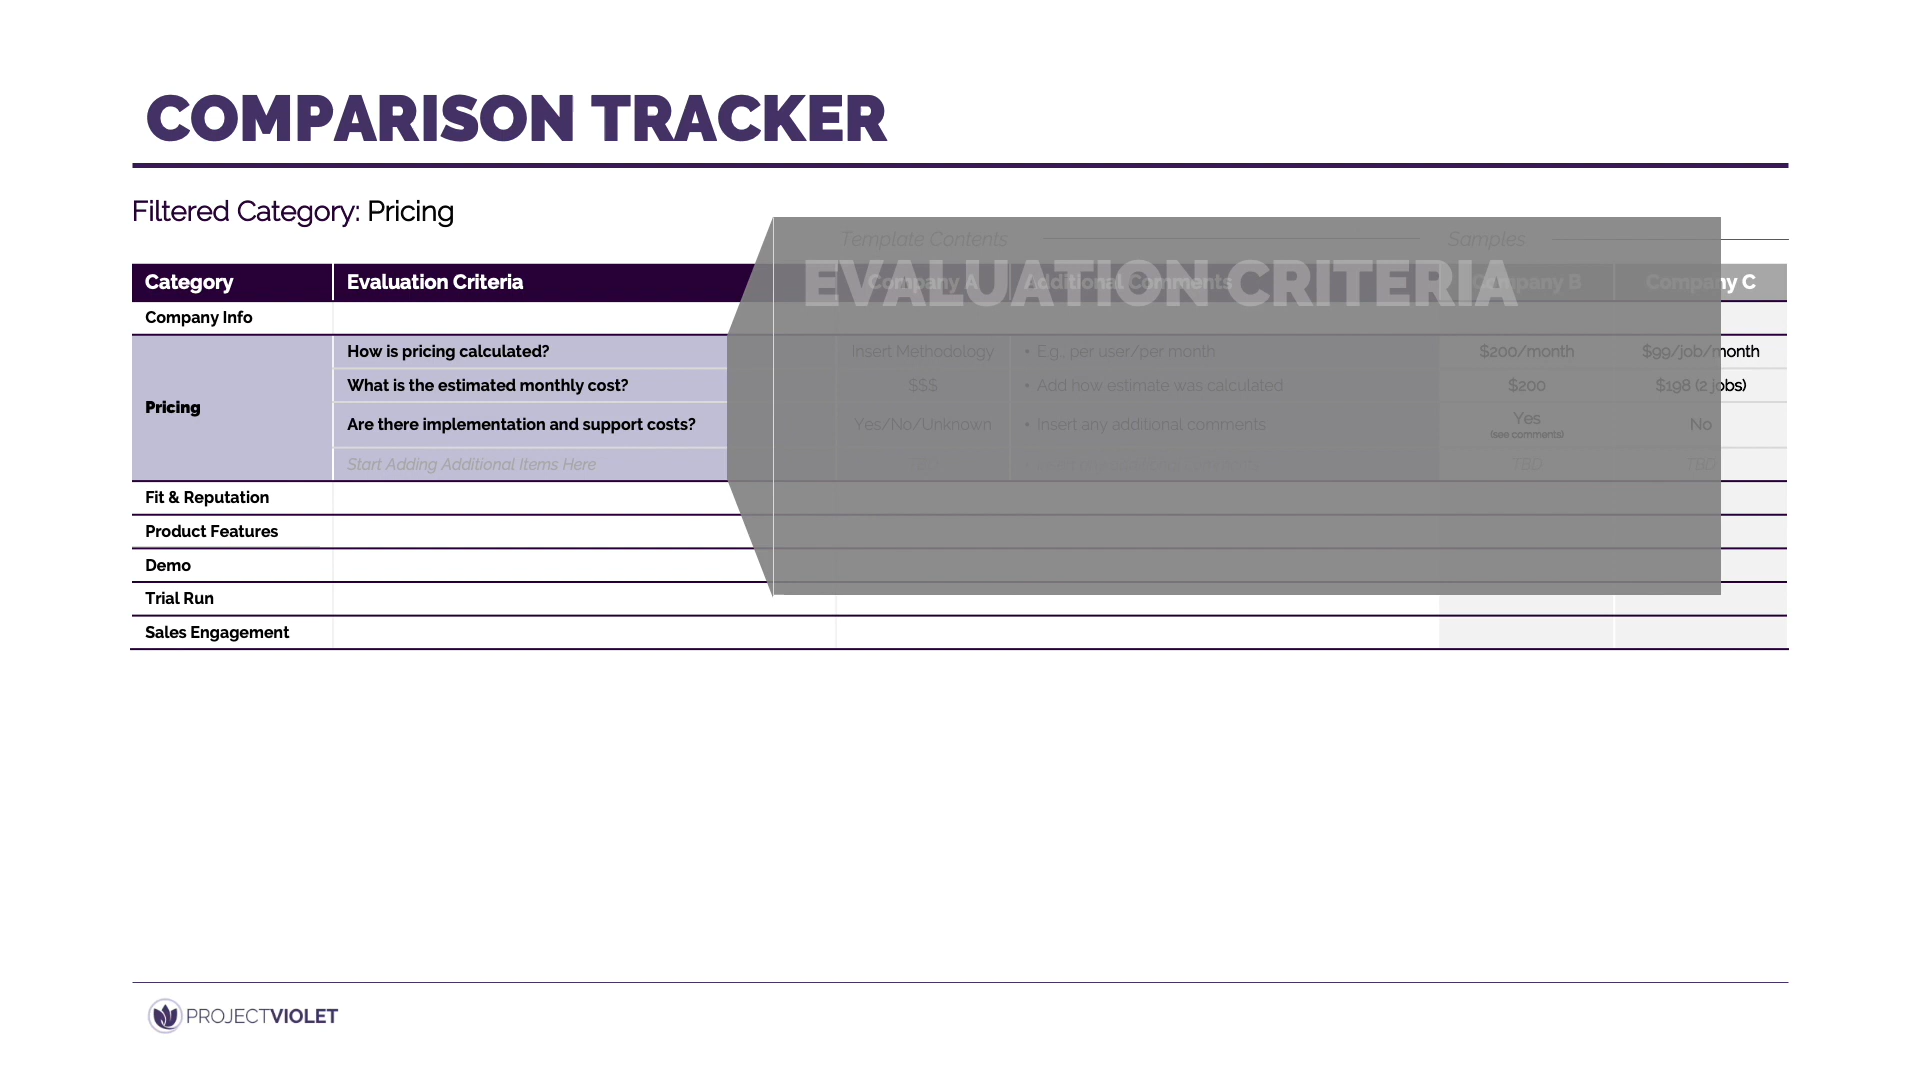 COMPARISON TRACKER
Filtered Category: Pricing
Template Contents Samples
EVALUATION CRITERIA
Category Evaluation Criteria Company A Additional Comments Company B Company C
Company Info
Pricing
How is pricing calculated? Insert Methodology • E.g., per user/per month $200/month $99/job/month
What is the estimated monthly cost? $$$ • Add how estimate was calculated $200 $198 (2 jobs)
Are there implementation and support costs? Yes/No/Unknown • Insert any additional comments Yes No
(see comments)
Start Adding Additional Items Here TBD TBD
Fit & Reputation
Product Features
Demo
Trial Run
Sales Engagement
PROJECTVIOLET